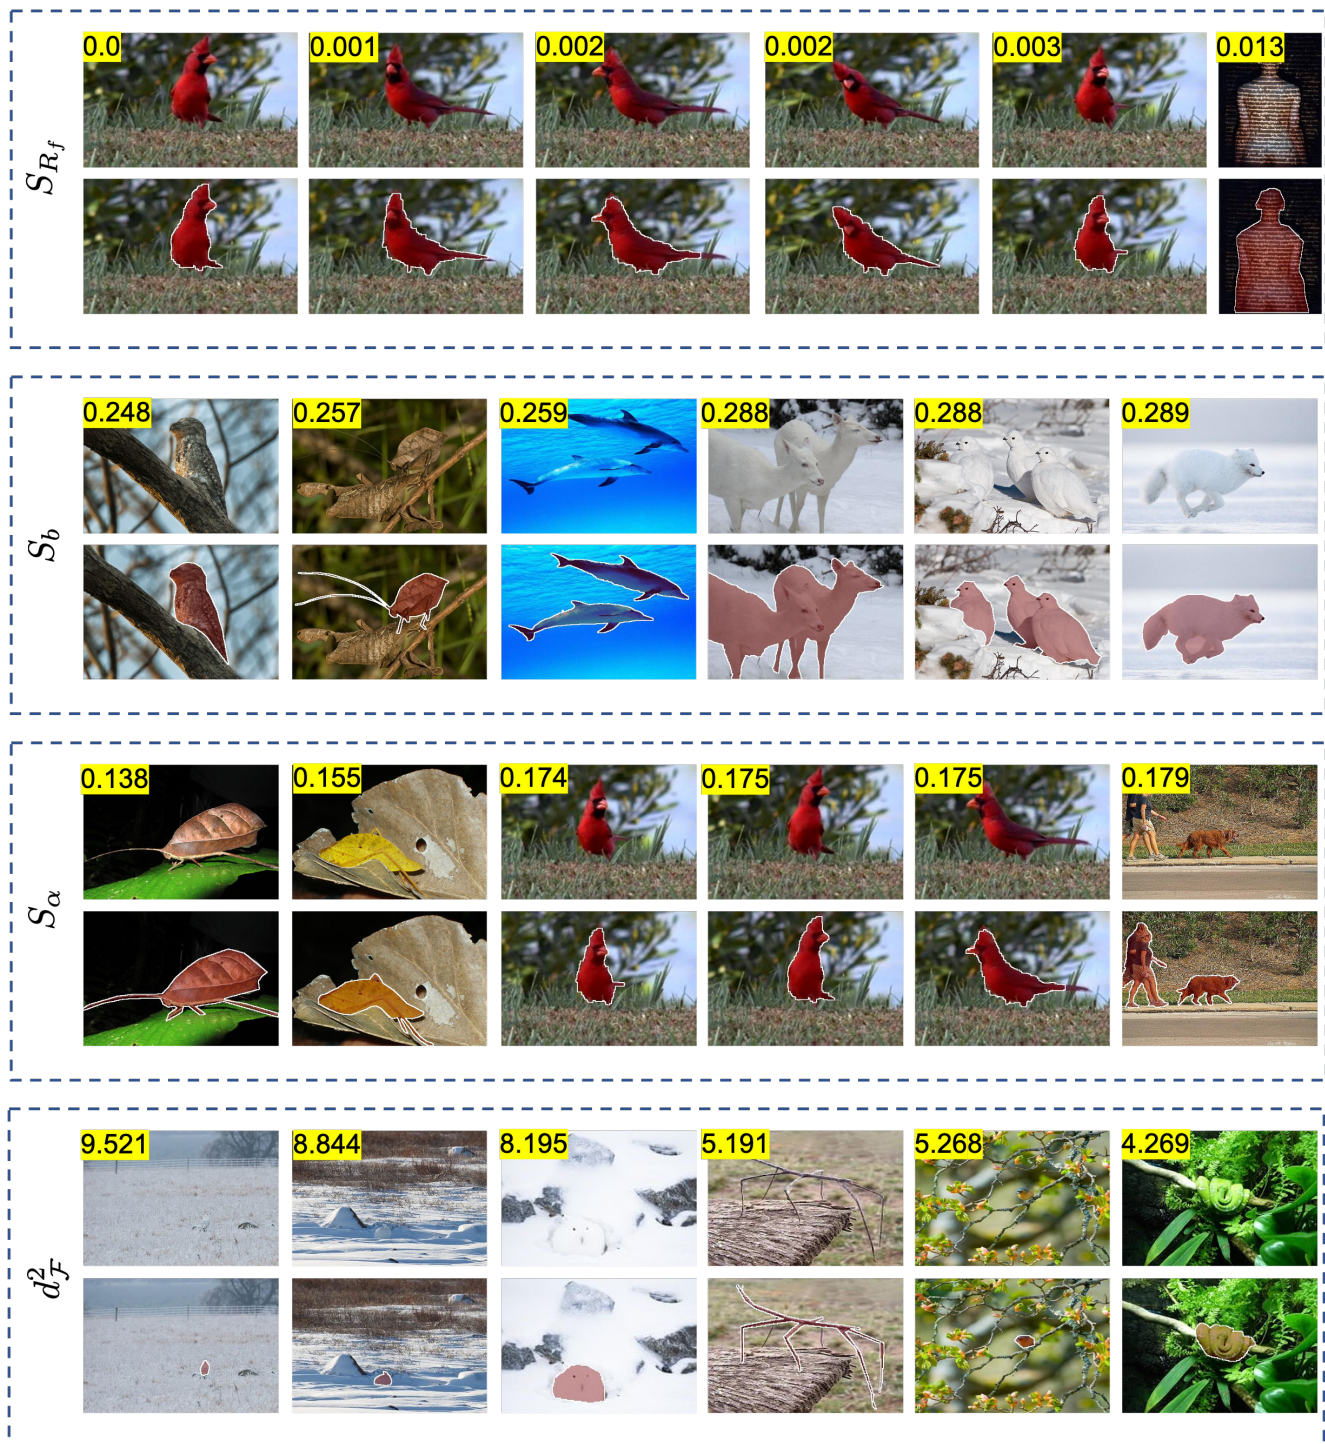 S_{R_f}
0.0 0.001 0.002 0.002 0.003 0.013
S_b
0.248 0.257 0.259 0.288 0.288 0.289
S_α
0.138 0.155 0.174 0.175 0.175 0.179
d²_ℱ
9.521 8.844 8.195 5.191 5.268 4.269